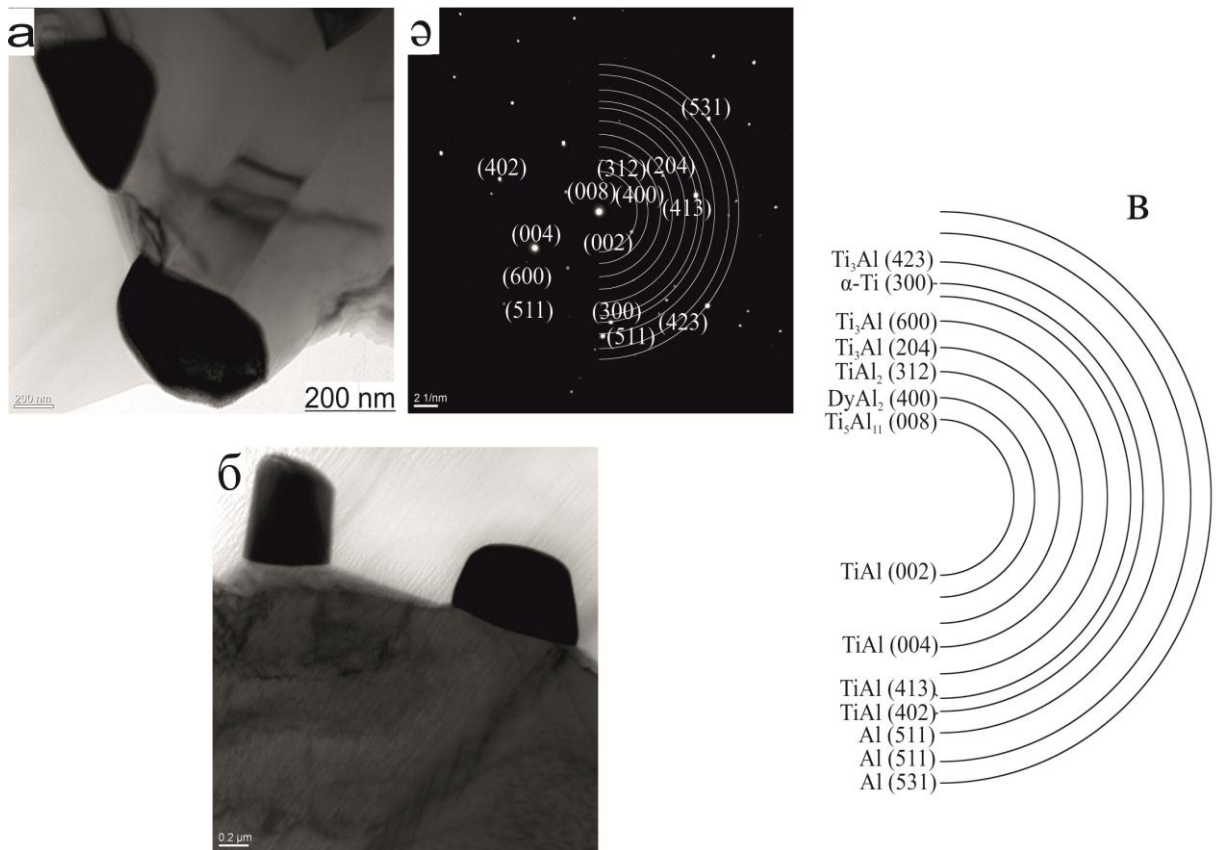 а
200 nm
200 nm
ә
(531)
(402)
(312)
(204)
(008)
(400)
(413)
(004)
(002)
(600)
(511)
(300)
(423)
(511)
2 1/nm
б
0.2 µm
В
Ti₃Al (423)
α-Ti (300)
Ti₃Al (600)
Ti₃Al (204)
TiAl₂ (312)
DyAl₂ (400)
Ti₅Al₁₁ (008)
TiAl (002)
TiAl (004)
TiAl (413)
TiAl (402)
Al (511)
Al (511)
Al (531)